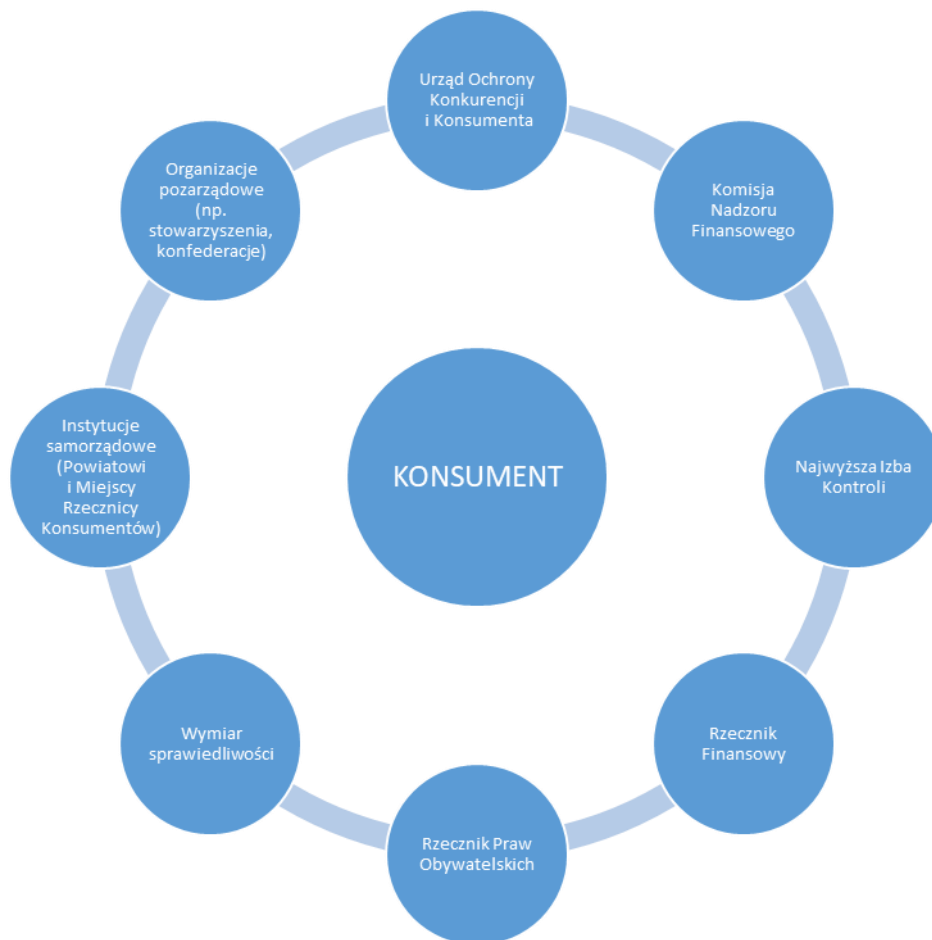 Urząd Ochrony
Konkurencji
i Konsumenta
Komisja
Nadzoru
Finansowego
Najwyższa Izba
Kontroli
Rzecznik
Finansowy
Rzecznik Praw
Obywatelskich
Wymiar
sprawiedliwości
Instytucje
samorządowe
(Powiatowi
i Miejscy
Rzecznicy
Konsumentów)
Organizacje
pozarządowe
(np.
stowarzyszenia,
konfederacje)
KONSUMENT